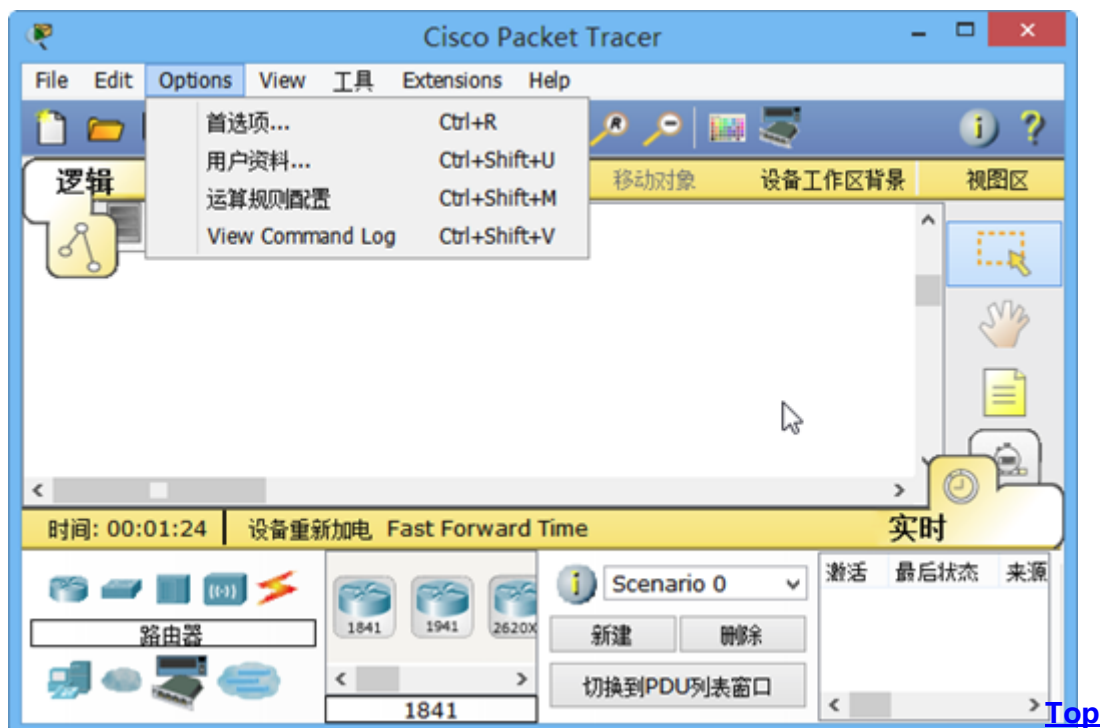 Cisco Packet Tracer
File Edit Options View 工具 Extensions Help
首选项... Ctrl+R
用户资料... Ctrl+Shift+U
运算规则配置 Ctrl+Shift+M
View Command Log Ctrl+Shift+V
逻辑 移动对象 设备工作区背景 视图区
时间: 00:01:24 设备重新加电 Fast Forward Time 实时
路由器
1841 1941 2620X
1841
Scenario 0
新建 删除
切换到PDU列表窗口
激活 最后状态 来源
Top